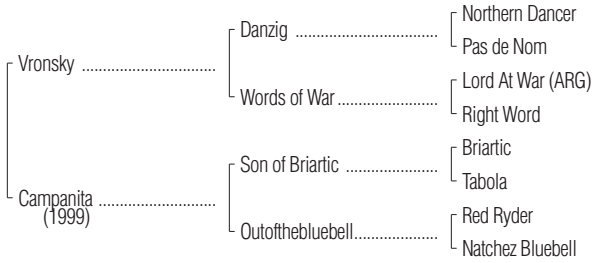 Northern Dancer
Danzig ....................................
Pas de Nom
Vronsky .................................
Lord At War (ARG)
Words of War.........................
Right Word
Briartic
Son of Briartic .......................
Tabola
Campanita .............................
(1999)
Red Ryder
Outofthebluebell.....................
Natchez Bluebell